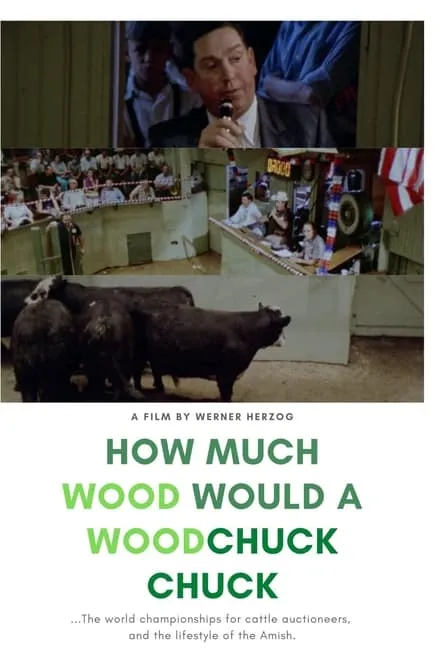 A FILM BY WERNER HERZOG
HOW MUCH
WOOD WOULD A
WOODCHUCK
CHUCK
...The world championships for cattle auctioneers,
and the lifestyle of the Amish.